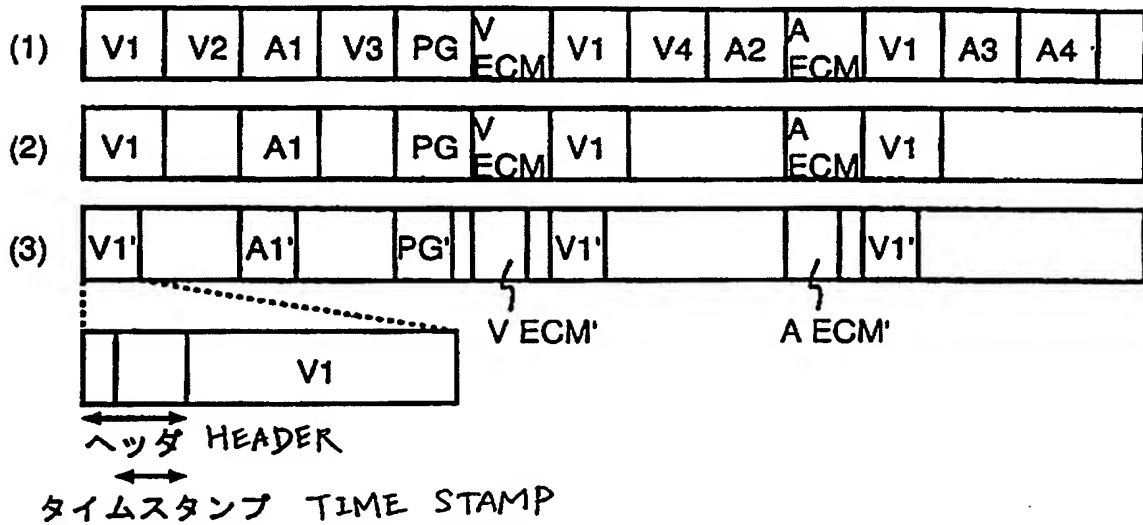 (1) V1 V2 A1 V3 PG V ECM V1 V4 A2 A ECM V1 A3 A4
(2) V1 A1 PG V ECM V1 A ECM V1
(3) V1' A1' PG' V1' V1'
V ECM' A ECM'
V1
ヘッダ HEADER
タイムスタンプ TIME STAMP